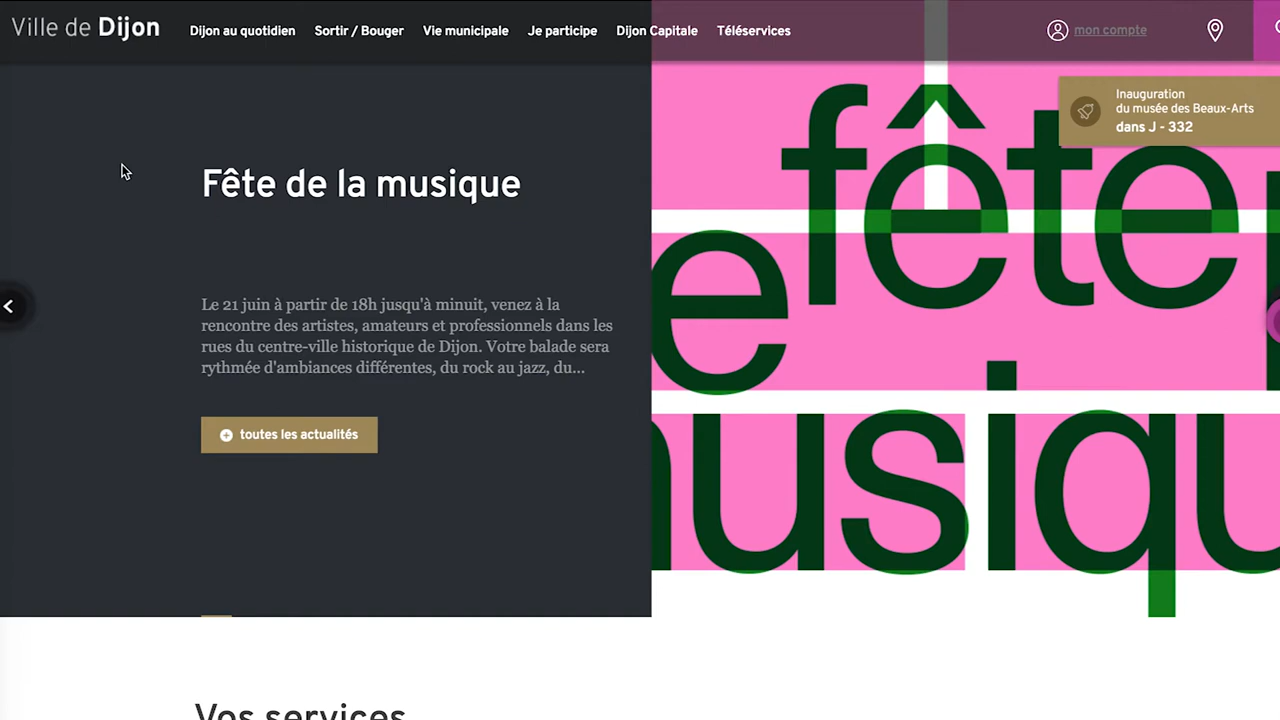 Ville de Dijon
Dijon au quotidien Sortir / Bouger Vie municipale Je participe Dijon Capitale Téléservices
mon compte
Inauguration
du musée des Beaux-Arts
dans J - 332
Fête de la musique
Le 21 juin à partir de 18h jusqu'à minuit, venez à la
rencontre des artistes, amateurs et professionnels dans les
rues du centre-ville historique de Dijon. Votre balade sera
rythmée d'ambiances différentes, du rock au jazz, du...
toutes les actualités
fête
e
usiqu
Vos services